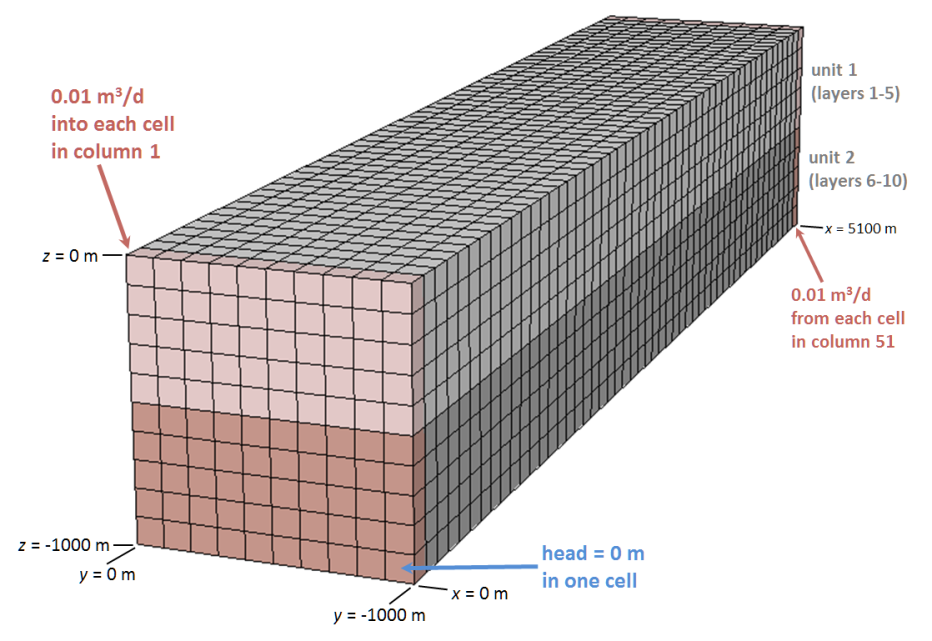 unit 1
(layers 1-5)
0.01 m³/d
into each cell
in column 1
unit 2
(layers 6-10)
x = 5100 m
z = 0 m
0.01 m³/d
from each cell
in column 51
z = -1000 m
y = 0 m
head = 0 m
in one cell
x = 0 m
y = -1000 m